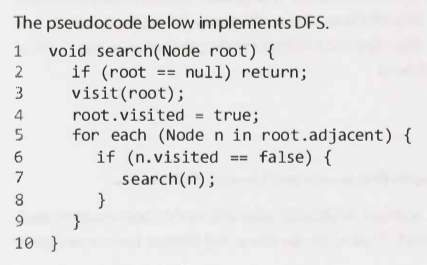 The pseudocode below implements DFS.
1 void search(Node root) {
2 if (root == null) return;
3 visit(root);
4 root.visited = true;
5 for each (Node n in root.adjacent) {
6 if (n.visited == false) {
7 search(n);
8 }
9 }
10 }